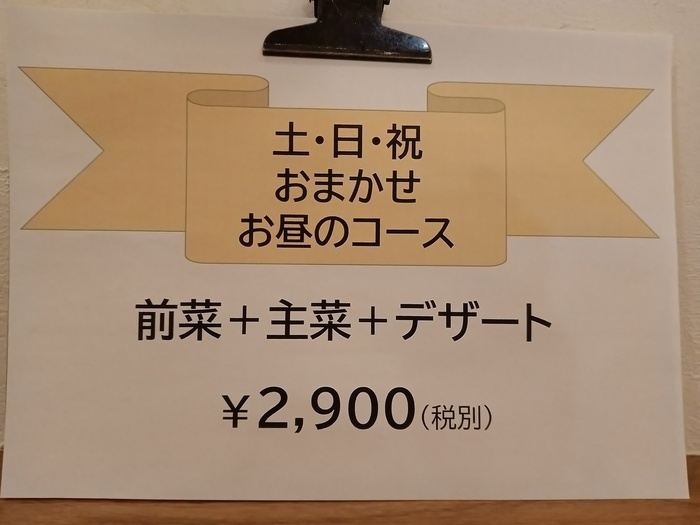 土・日・祝
おまかせ
お昼のコース
前菜＋主菜＋デザート
￥2,900(税別)